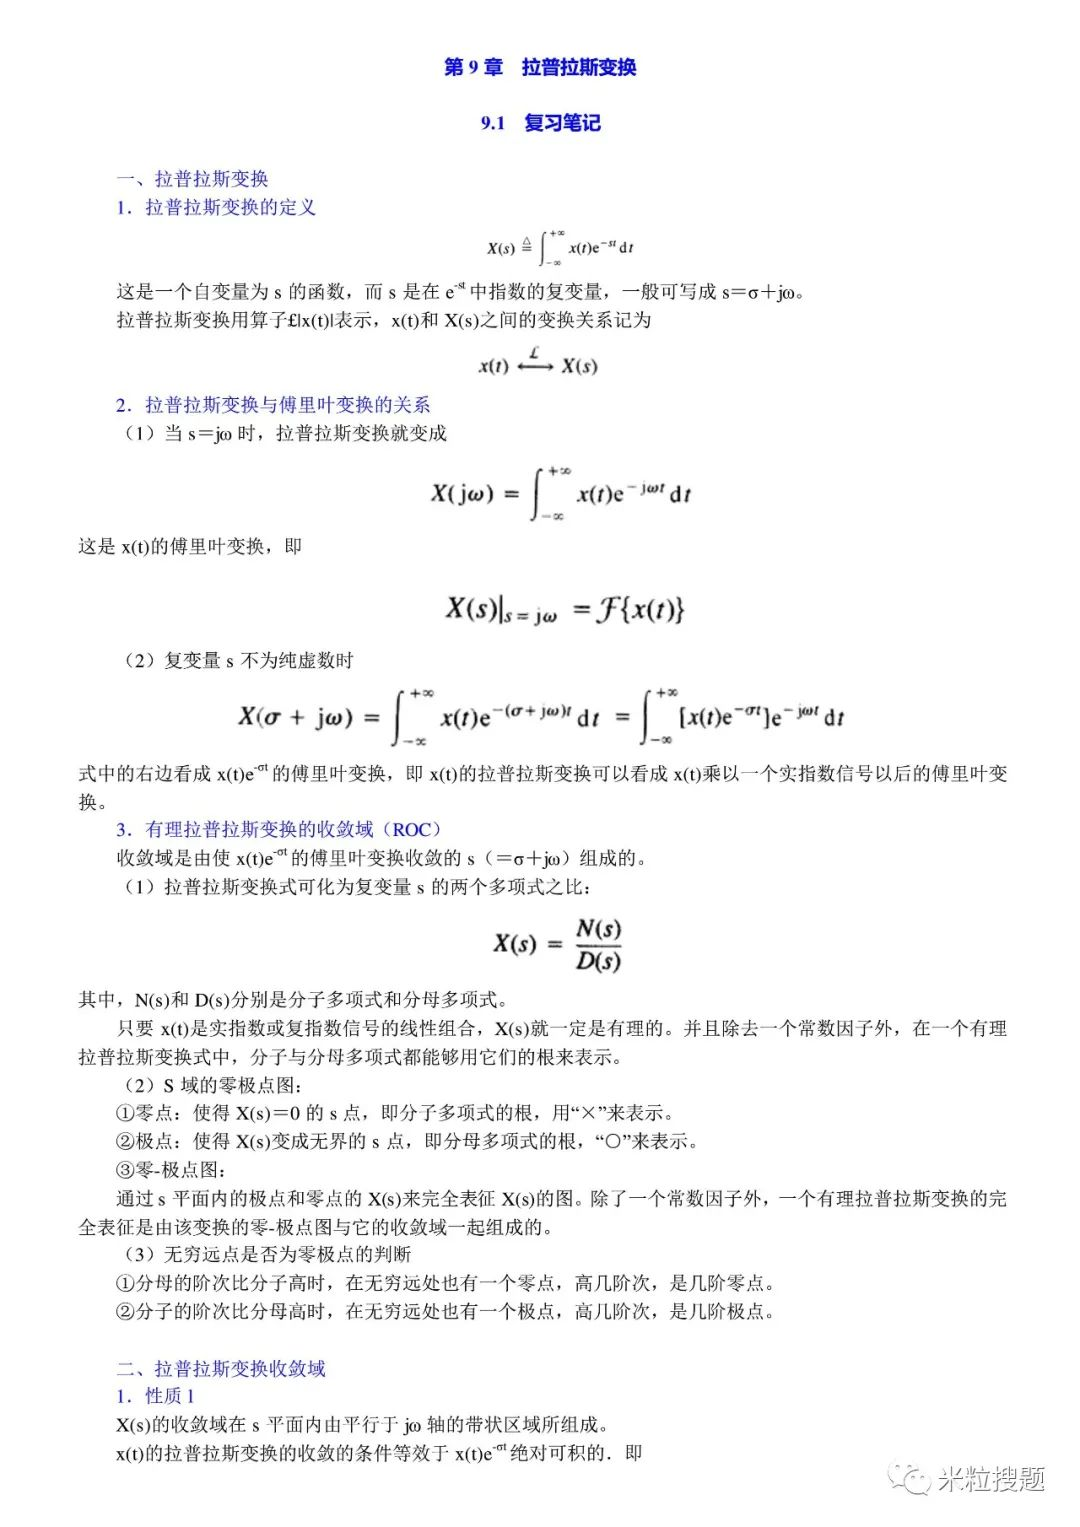 第 9 章 拉普拉斯变换
9.1 复习笔记
一、拉普拉斯变换
1．拉普拉斯变换的定义
X(s) ≜ ∫_{-∞}^{+∞} x(t)e^{-st} dt
这是一个自变量为 s 的函数，而 s 是在 e^{-st} 中指数的复变量，一般可写成 s＝σ＋jω。
拉普拉斯变换用算子£|x(t)|表示，x(t)和 X(s)之间的变换关系记为
x(t) ⟷^{ℒ} X(s)
2．拉普拉斯变换与傅里叶变换的关系
（1）当 s＝jω 时，拉普拉斯变换就变成
X(jω) = ∫_{-∞}^{+∞} x(t)e^{-jωt} dt
这是 x(t)的傅里叶变换，即
X(s)|_{s = jω} = ℱ{x(t)}
（2）复变量 s 不为纯虚数时
X(σ + jω) = ∫_{-∞}^{+∞} x(t)e^{-(σ+jω)t} dt = ∫_{-∞}^{+∞} [x(t)e^{-σt}]e^{-jωt} dt
式中的右边看成 x(t)e^{-σt} 的傅里叶变换，即 x(t)的拉普拉斯变换可以看成 x(t)乘以一个实指数信号以后的傅里叶变
换。
3．有理拉普拉斯变换的收敛域（ROC）
收敛域是由使 x(t)e^{-σt} 的傅里叶变换收敛的 s（＝σ＋jω）组成的。
（1）拉普拉斯变换式可化为复变量 s 的两个多项式之比：
X(s) = N(s)/D(s)
其中，N(s)和 D(s)分别是分子多项式和分母多项式。
只要 x(t)是实指数或复指数信号的线性组合，X(s)就一定是有理的。并且除去一个常数因子外，在一个有理
拉普拉斯变换式中，分子与分母多项式都能够用它们的根来表示。
（2）S 域的零极点图：
①零点：使得 X(s)＝0 的 s 点，即分子多项式的根，用“×”来表示。
②极点：使得 X(s)变成无界的 s 点，即分母多项式的根，“○”来表示。
③零-极点图：
通过 s 平面内的极点和零点的 X(s)来完全表征 X(s)的图。除了一个常数因子外，一个有理拉普拉斯变换的完
全表征是由该变换的零-极点图与它的收敛域一起组成的。
（3）无穷远点是否为零极点的判断
①分母的阶次比分子高时，在无穷远处也有一个零点，高几阶次，是几阶零点。
②分子的阶次比分母高时，在无穷远处也有一个极点，高几阶次，是几阶极点。
二、拉普拉斯变换收敛域
1．性质 1
X(s)的收敛域在 s 平面内由平行于 jω 轴的带状区域所组成。
x(t)的拉普拉斯变换的收敛的条件等效于 x(t)e^{-σt} 绝对可积的．即
米粒搜题